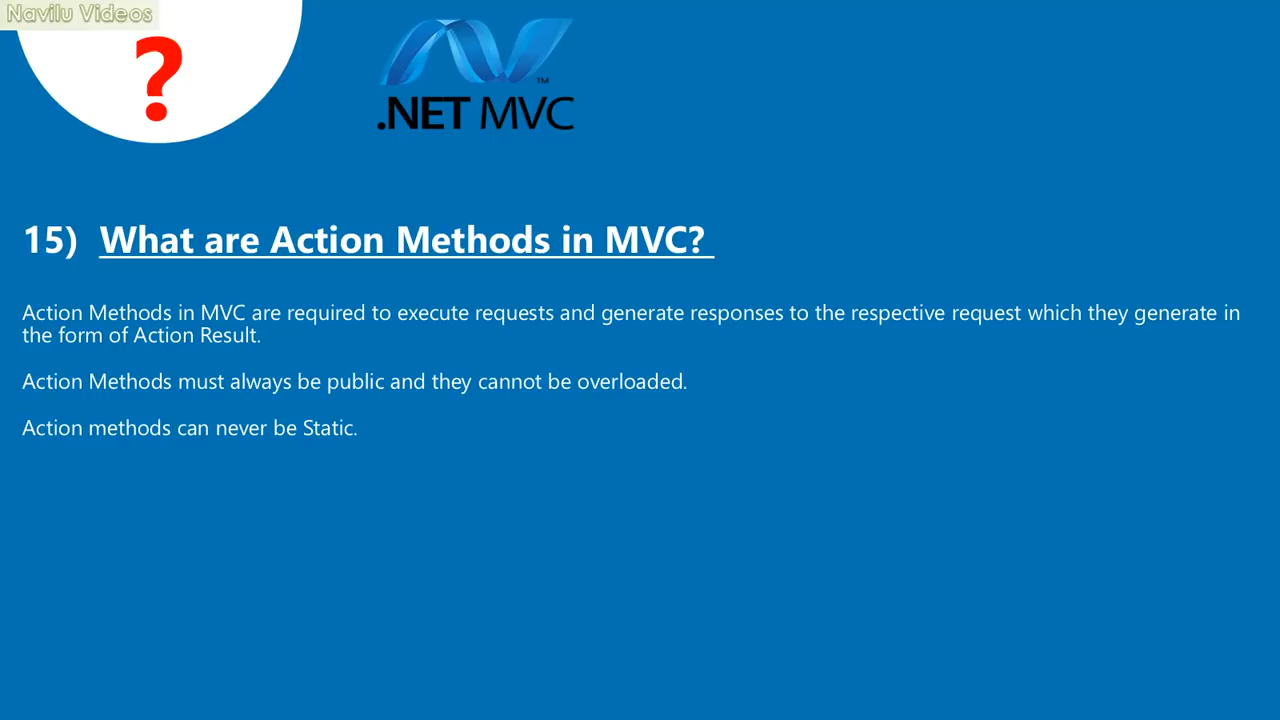 Navilu Videos
?
TM
.NET MVC
15) What are Action Methods in MVC?
Action Methods in MVC are required to execute requests and generate responses to the respective request which they generate in
the form of Action Result.
Action Methods must always be public and they cannot be overloaded.
Action methods can never be Static.